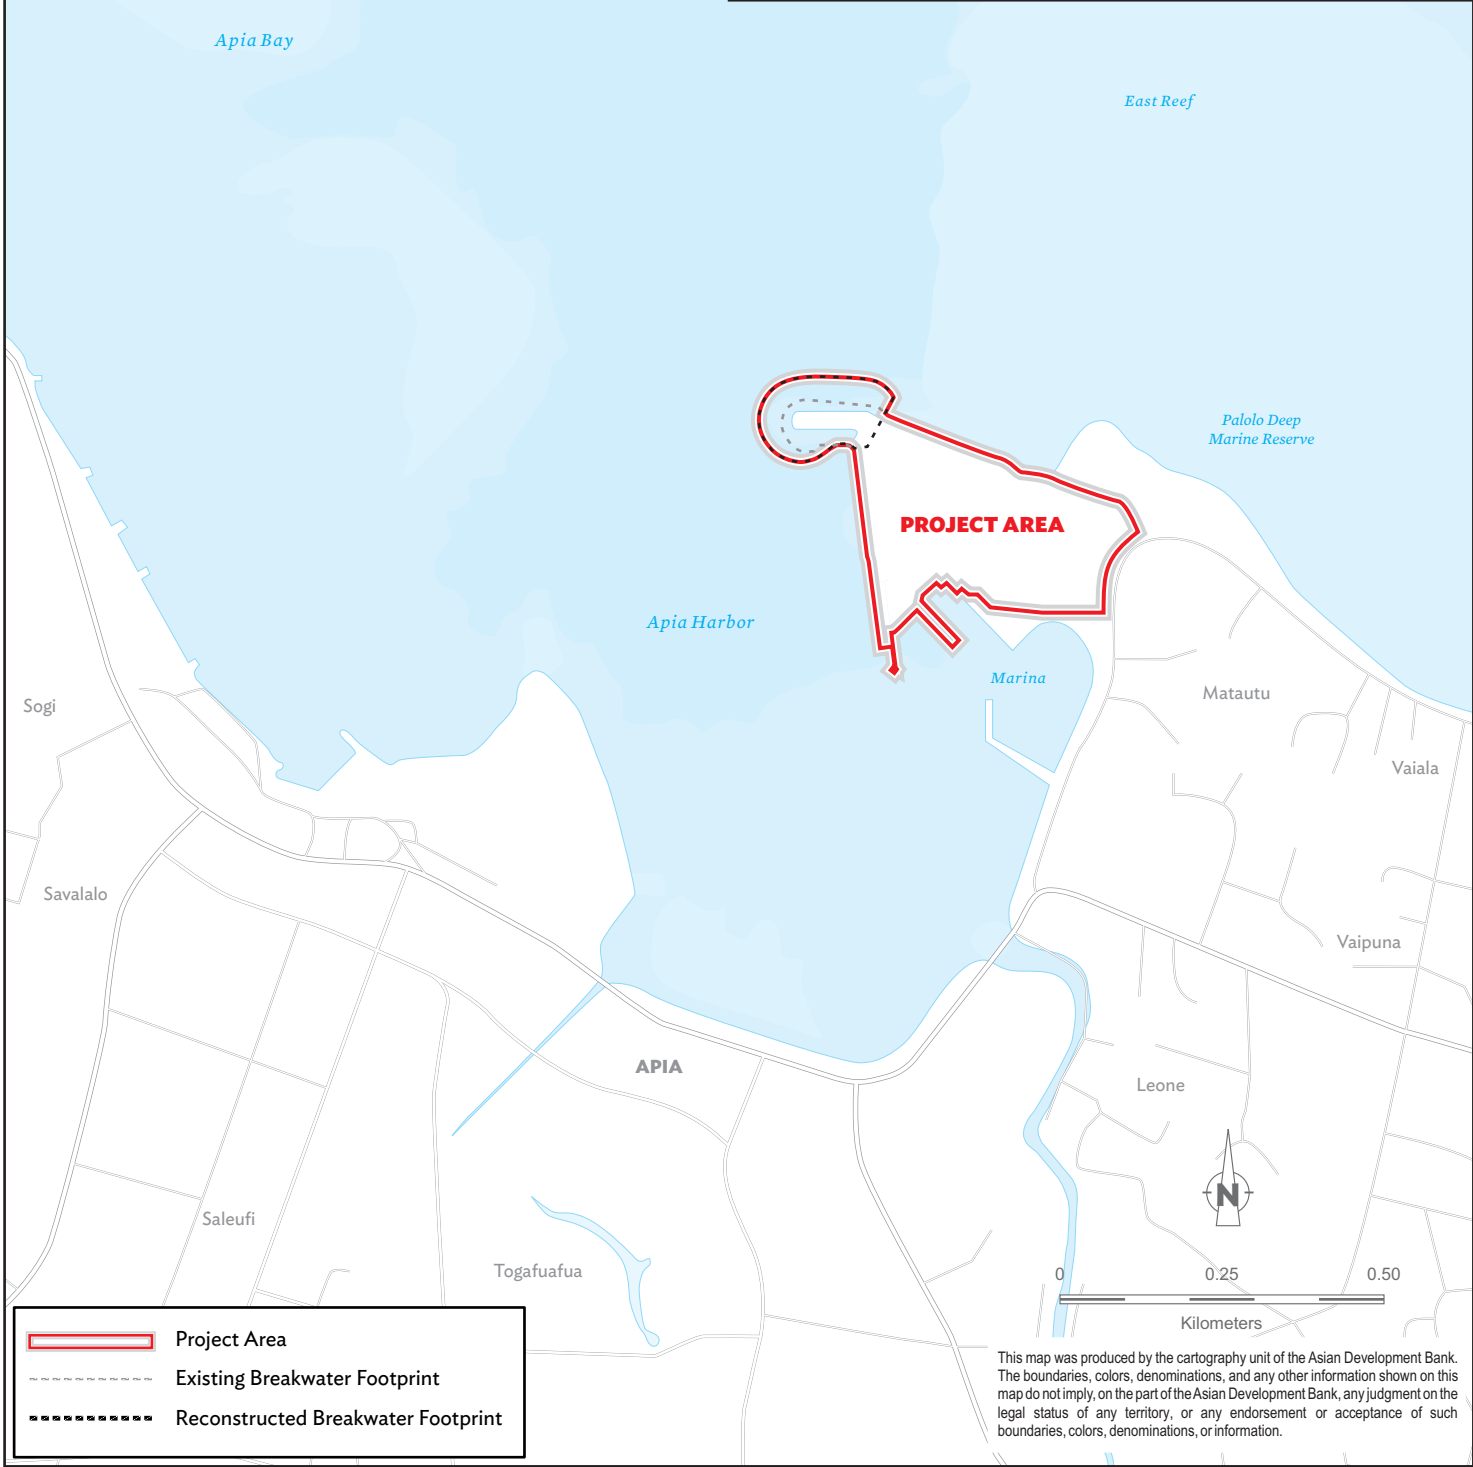 Apia Bay
East Reef
Palolo Deep
Marine Reserve
PROJECT AREA
Apia Harbor
Marina
Matautu
Sogi
Vaiala
Savalalo
Vaipuna
APIA
Leone
N
Saleufi
Togafuafua
0 0.25 0.50
Kilometers
Project Area
Existing Breakwater Footprint
Reconstructed Breakwater Footprint
This map was produced by the cartography unit of the Asian Development Bank.
The boundaries, colors, denominations, and any other information shown on this
map do not imply, on the part of the Asian Development Bank, any judgment on the
legal status of any territory, or any endorsement or acceptance of such
boundaries, colors, denominations, or information.